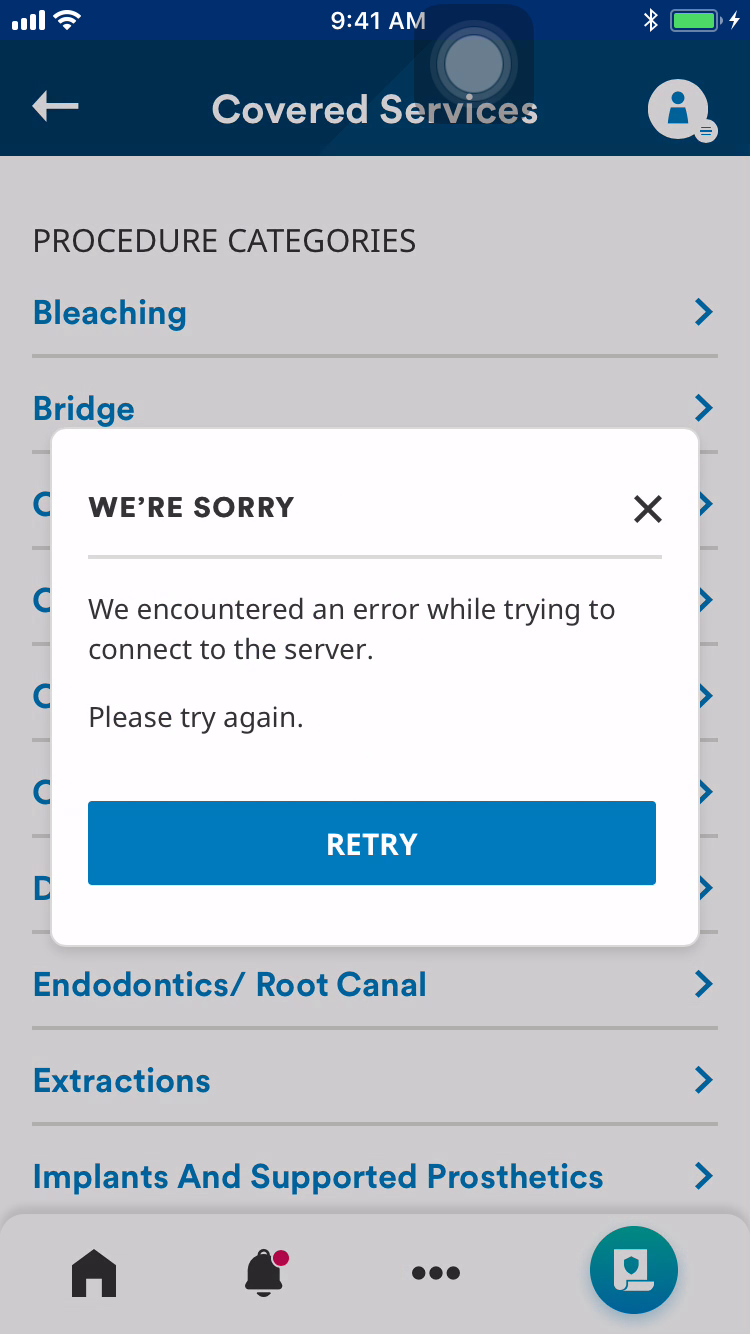 9:41 AM
Covered Services
PROCEDURE CATEGORIES
Bleaching
Bridge
WE’RE SORRY
We encountered an error while trying to
connect to the server.
Please try again.
RETRY
Endodontics/ Root Canal
Extractions
Implants And Supported Prosthetics